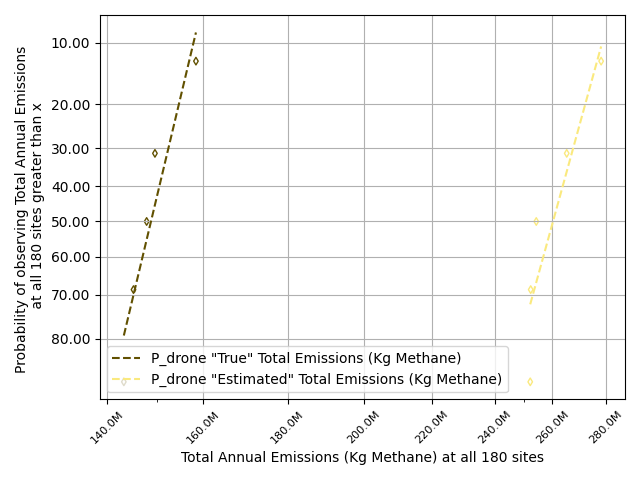 Probability of observing Total Annual Emissions
at all 180 sites greater than x
10.00
20.00
30.00
40.00
50.00
60.00
70.00
80.00
P_drone "True" Total Emissions (Kg Methane)
P_drone "Estimated" Total Emissions (Kg Methane)
140.0M
160.0M
180.0M
200.0M
220.0M
240.0M
260.0M
280.0M
Total Annual Emissions (Kg Methane) at all 180 sites